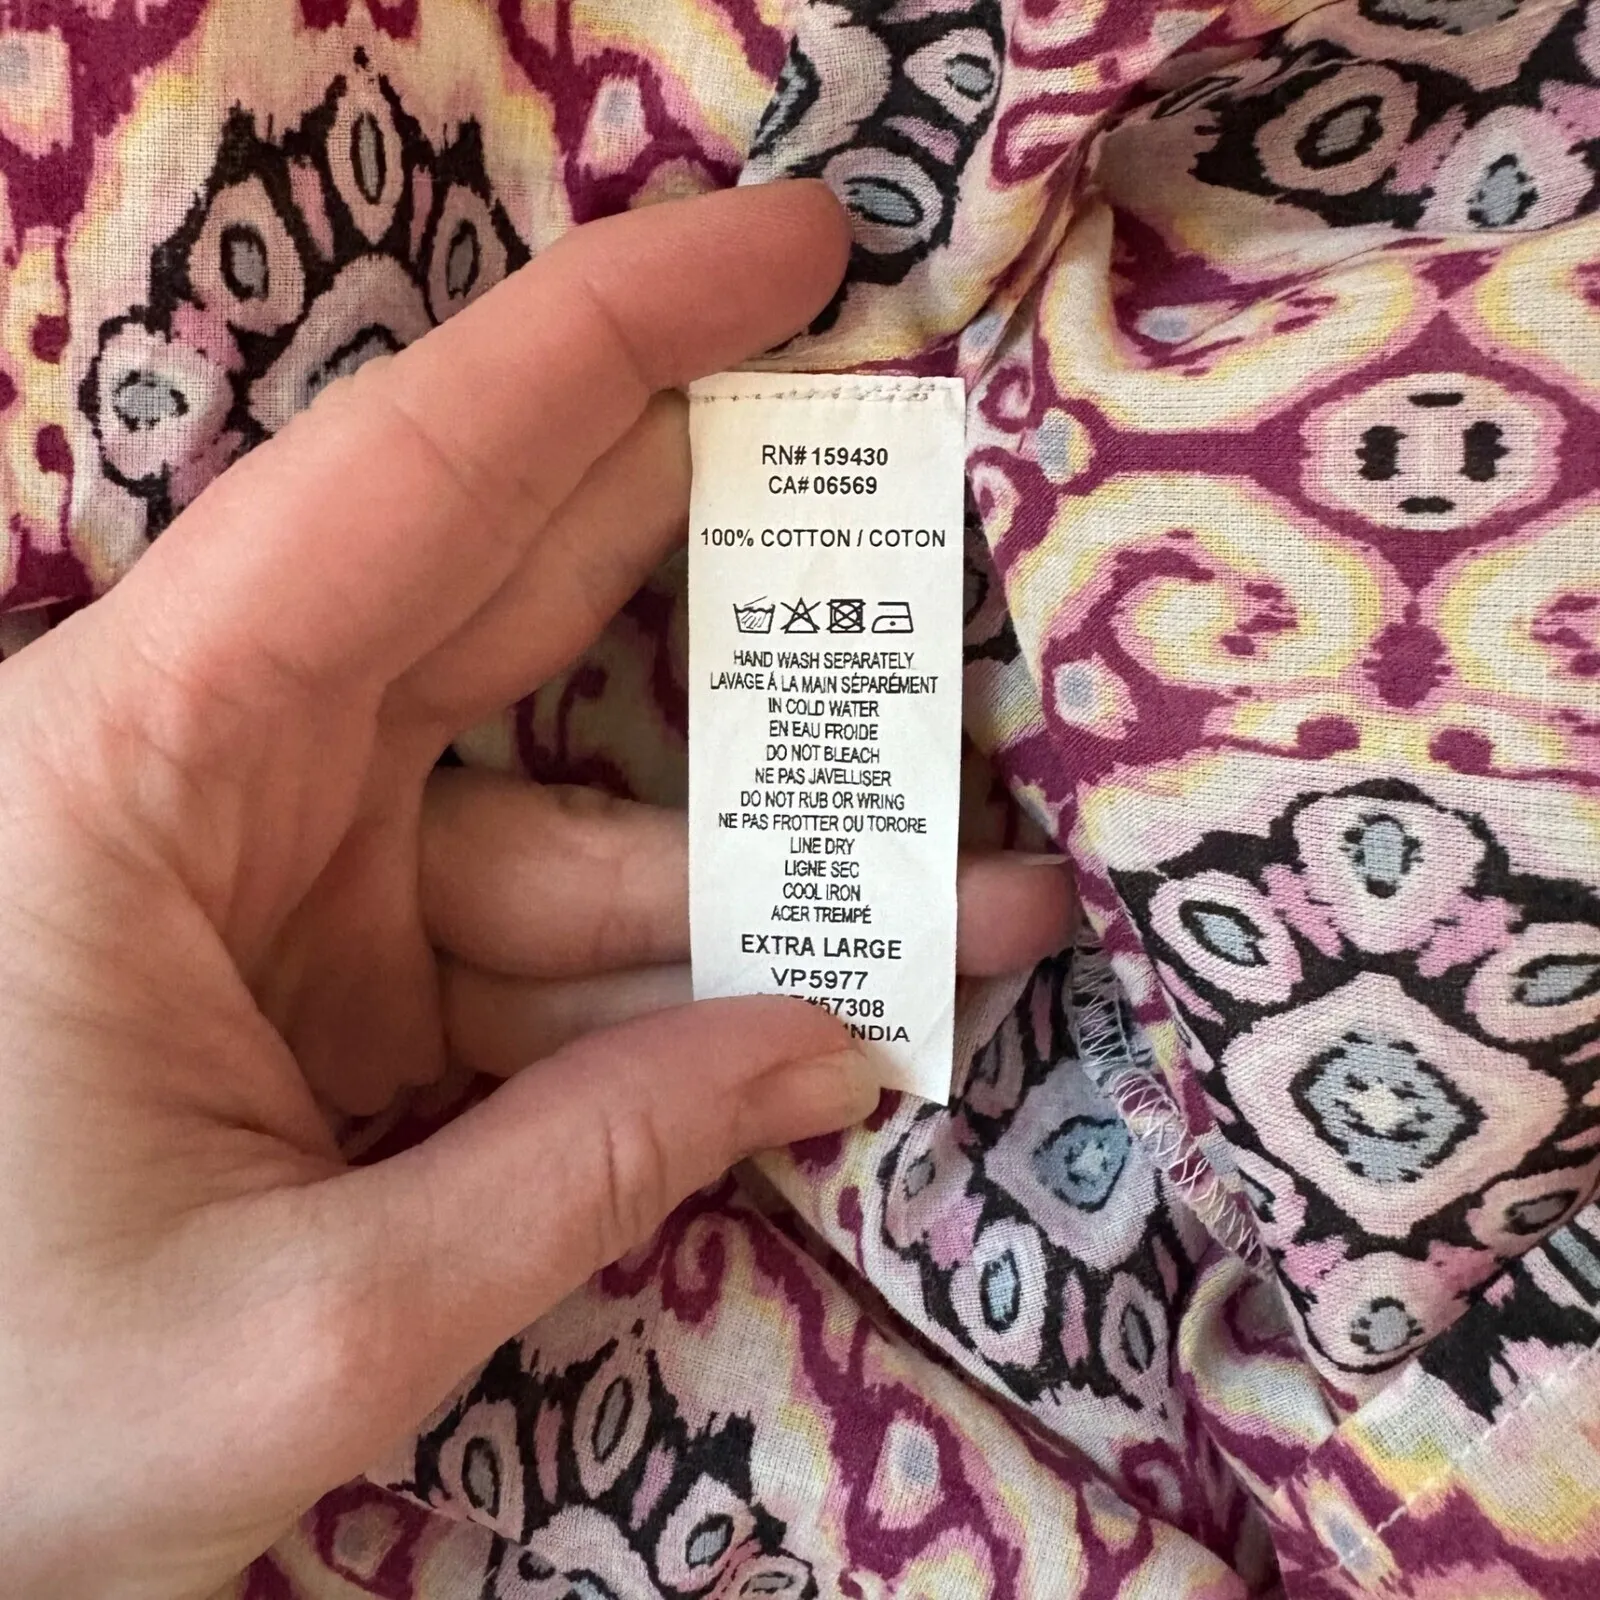 RN# 159430
CA# 06569
100% COTTON / COTON
HAND WASH SEPARATELY
LAVAGE À LA MAIN SÉPARÉMENT
IN COLD WATER
EN EAU FROIDE
DO NOT BLEACH
NE PAS JAVELLISER
DO NOT RUB OR WRING
NE PAS FROTTER OU TORORE
LINE DRY
LIGNE SEC
COOL IRON
ACER TREMPÉ
EXTRA LARGE
VP5977
#57308
INDIA